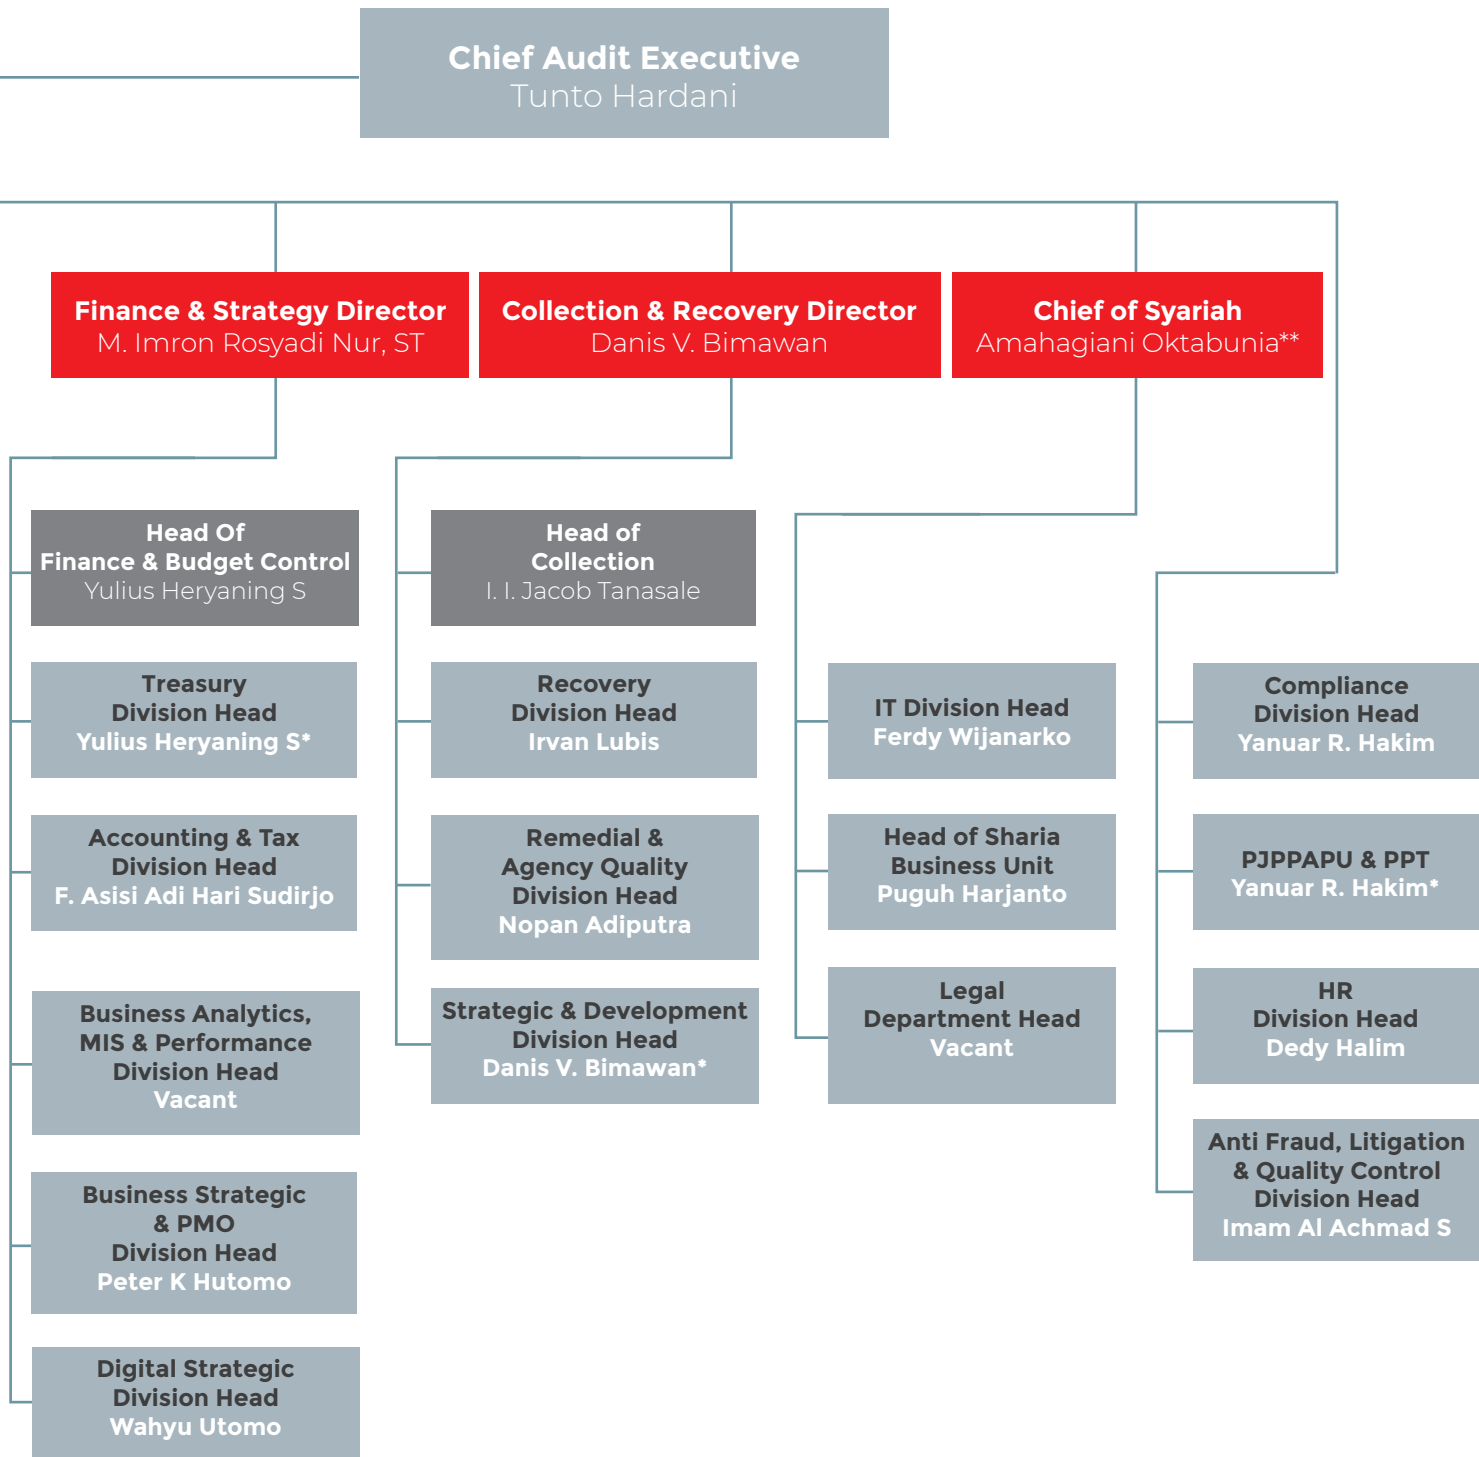 Chief Audit Executive
Tunto Hardani
Finance & Strategy Director
M. Imron Rosyadi Nur, ST
Collection & Recovery Director
Danis V. Bimawan
Chief of Syariah
Amahagiani Oktabunia**
Head Of
Finance & Budget Control
Yulius Heryaning S
Treasury
Division Head
Yulius Heryaning S*
Accounting & Tax
Division Head
F. Asisi Adi Hari Sudirjo
Business Analytics,
MIS & Performance
Division Head
Vacant
Business Strategic
& PMO
Division Head
Peter K Hutomo
Digital Strategic
Division Head
Wahyu Utomo
Head of
Collection
I. I. Jacob Tanasale
Recovery
Division Head
Irvan Lubis
Remedial &
Agency Quality
Division Head
Nopan Adiputra
Strategic & Development
Division Head
Danis V. Bimawan*
IT Division Head
Ferdy Wijanarko
Head of Sharia
Business Unit
Puguh Harjanto
Legal
Department Head
Vacant
Compliance
Division Head
Yanuar R. Hakim
PJPPAPU & PPT
Yanuar R. Hakim*
HR
Division Head
Dedy Halim
Anti Fraud, Litigation
& Quality Control
Division Head
Imam Al Achmad S